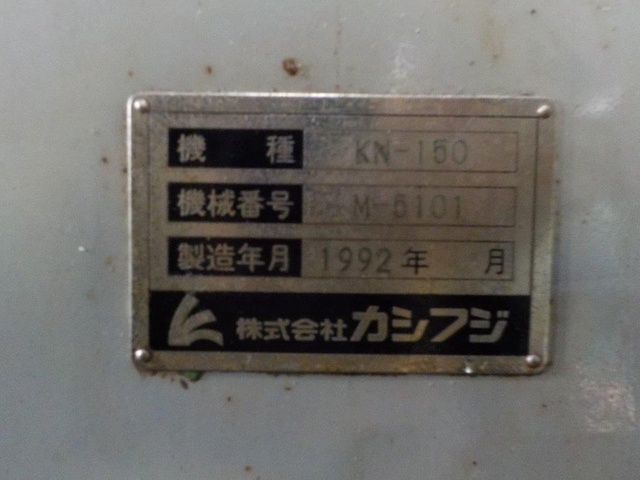 機種 KN-150
機械番号 M-5101
製造年月 1992年 月
株式会社カシフジ